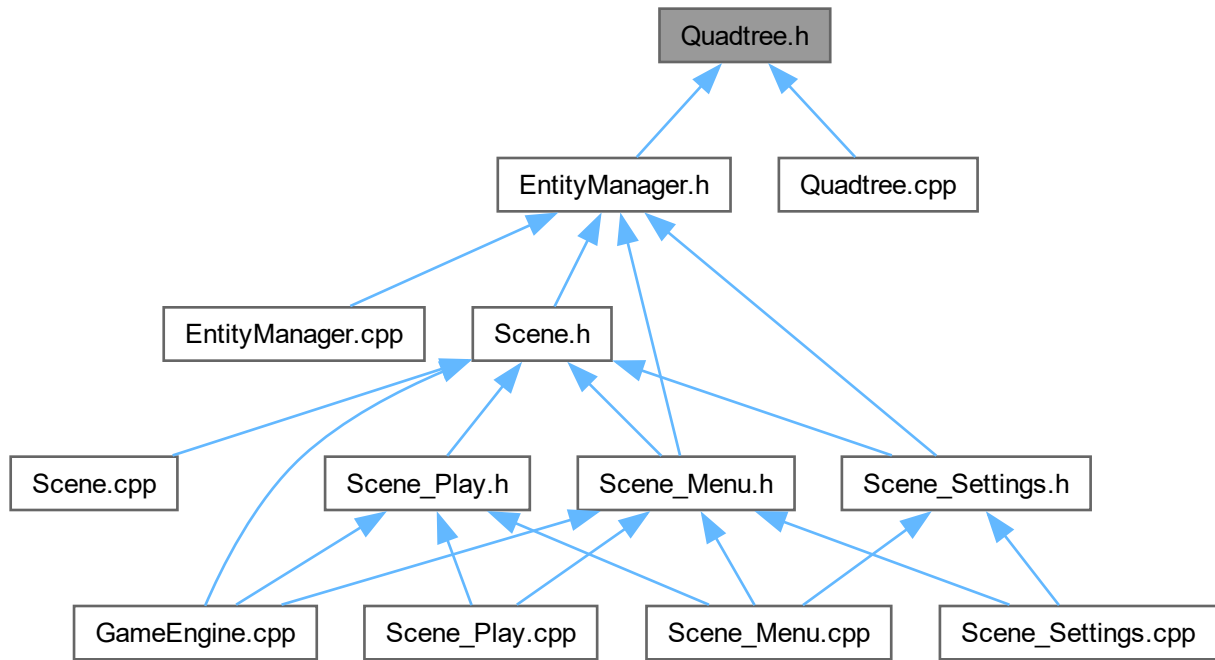 Quadtree.h
EntityManager.h
Quadtree.cpp
EntityManager.cpp
Scene.h
Scene.cpp
Scene_Play.h
Scene_Menu.h
Scene_Settings.h
GameEngine.cpp
Scene_Play.cpp
Scene_Menu.cpp
Scene_Settings.cpp